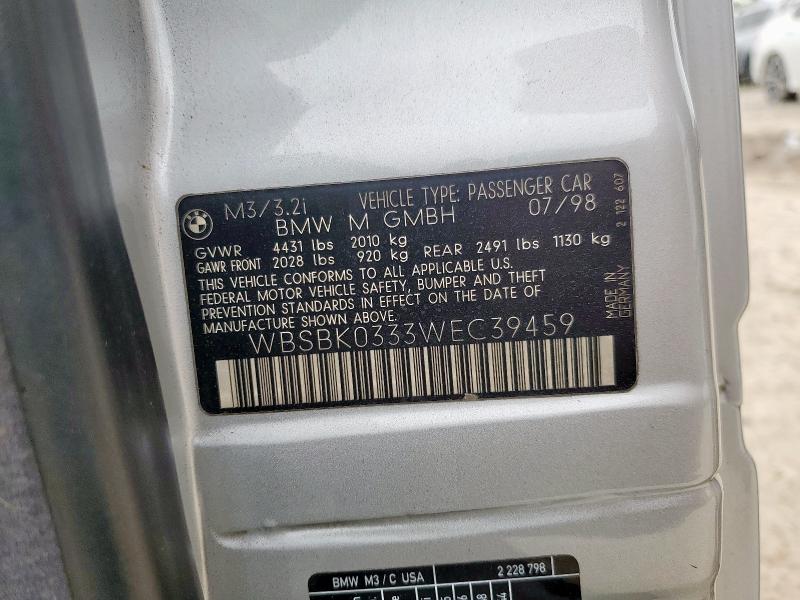 M3/3.2i VEHICLE TYPE: PASSENGER CAR
BMW M GMBH 07/98
GVWR 4431 lbs 2010 kg
GAWR FRONT 2028 lbs 920 kg REAR 2491 lbs 1130 kg
THIS VEHICLE CONFORMS TO ALL APPLICABLE U.S.
FEDERAL MOTOR VEHICLE SAFETY, BUMPER AND THEFT
PREVENTION STANDARDS IN EFFECT ON THE DATE OF
MANUFACTURE SHOWN ABOVE.
WBSBK0333WEC39459
2 122 607
MADE IN
GERMANY
BMW M3/C USA 2 228 798